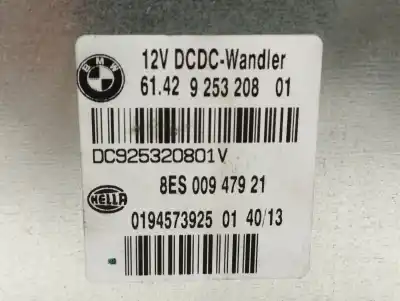 BMW
12V DCDC-Wandler
61.42 9 253 208 01
DC925320801V
8ES 009 479 21
HELLA
0194573925 01 40/13